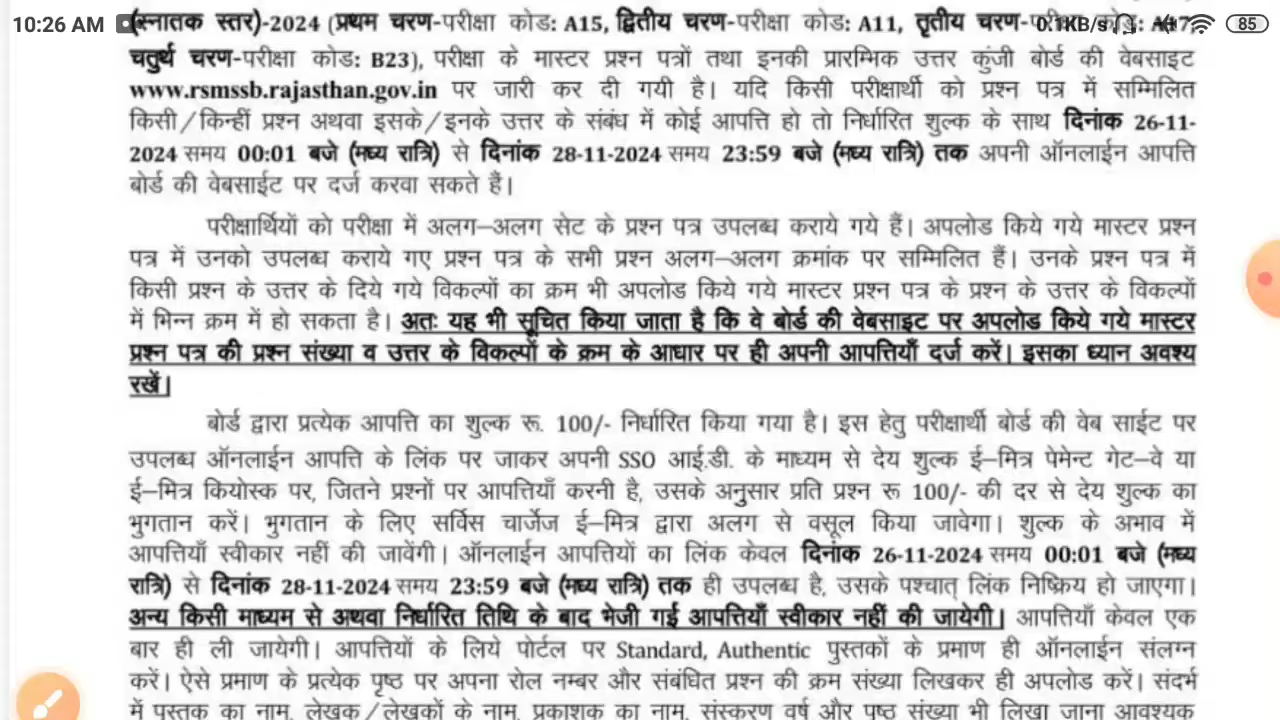 10:26 AM 0.1KB/s 85
(स्नातक स्तर)-2024 (प्रथम चरण-परीक्षा कोड: A15, द्वितीय चरण-परीक्षा कोड: A11, तृतीय चरण-परीक्षा कोड: A17,
चतुर्थ चरण-परीक्षा कोड: B23), परीक्षा के मास्टर प्रश्न पत्रों तथा इनकी प्रारम्भिक उत्तर कुंजी बोर्ड की वेबसाइट
www.rsmssb.rajasthan.gov.in पर जारी कर दी गयी है। यदि किसी परीक्षार्थी को प्रश्न पत्र में सम्मिलित
किसी/किन्हीं प्रश्न अथवा इसके/इनके उत्तर के संबंध में कोई आपत्ति हो तो निर्धारित शुल्क के साथ दिनांक 26-11-
2024 समय 00:01 बजे (मध्य रात्रि) से दिनांक 28-11-2024 समय 23:59 बजे (मध्य रात्रि) तक अपनी ऑनलाईन आपत्ति
बोर्ड की वेबसाईट पर दर्ज करवा सकते हैं।
परीक्षार्थियों को परीक्षा में अलग–अलग सेट के प्रश्न पत्र उपलब्ध कराये गये हैं। अपलोड किये गये मास्टर प्रश्न
पत्र में उनको उपलब्ध कराये गए प्रश्न पत्र के सभी प्रश्न अलग–अलग क्रमांक पर सम्मिलित हैं। उनके प्रश्न पत्र में
किसी प्रश्न के उत्तर के दिये गये विकल्पों का क्रम भी अपलोड किये गये मास्टर प्रश्न पत्र के प्रश्न के उत्तर के विकल्पों
में भिन्न क्रम में हो सकता है। अतः यह भी सूचित किया जाता है कि वे बोर्ड की वेबसाइट पर अपलोड किये गये मास्टर
प्रश्न पत्र की प्रश्न संख्या व उत्तर के विकल्पों के क्रम के आधार पर ही अपनी आपत्तियाँ दर्ज करें। इसका ध्यान अवश्य
रखें।
बोर्ड द्वारा प्रत्येक आपत्ति का शुल्क रू. 100/- निर्धारित किया गया है। इस हेतु परीक्षार्थी बोर्ड की वेब साईट पर
उपलब्ध ऑनलाईन आपत्ति के लिंक पर जाकर अपनी SSO आई.डी. के माध्यम से देय शुल्क ई–मित्र पेमेन्ट गेट–वे या
ई–मित्र कियोस्क पर, जितने प्रश्नों पर आपत्तियाँ करनी है, उसके अनुसार प्रति प्रश्न रू 100/- की दर से देय शुल्क का
भुगतान करें। भुगतान के लिए सर्विस चार्जेज ई–मित्र द्वारा अलग से वसूल किया जावेगा। शुल्क के अभाव में
आपत्तियाँ स्वीकार नहीं की जावेंगी। ऑनलाईन आपत्तियों का लिंक केवल दिनांक 26-11-2024 समय 00:01 बजे (मध्य
रात्रि) से दिनांक 28-11-2024 समय 23:59 बजे (मध्य रात्रि) तक ही उपलब्ध है, उसके पश्चात् लिंक निष्क्रिय हो जाएगा।
अन्य किसी माध्यम से अथवा निर्धारित तिथि के बाद भेजी गई आपत्तियाँ स्वीकार नहीं की जायेगी। आपत्तियाँ केवल एक
बार ही ली जायेगी। आपत्तियों के लिये पोर्टल पर Standard, Authentic पुस्तकों के प्रमाण ही ऑनलाईन संलग्न
करें। ऐसे प्रमाण के प्रत्येक पृष्ठ पर अपना रोल नम्बर और संबंधित प्रश्न की क्रम संख्या लिखकर ही अपलोड करें। संदर्भ
में पुस्तक का नाम, लेखक/लेखकों के नाम, प्रकाशक का नाम, संस्करण वर्ष और पृष्ठ संख्या भी लिखा जाना आवश्यक